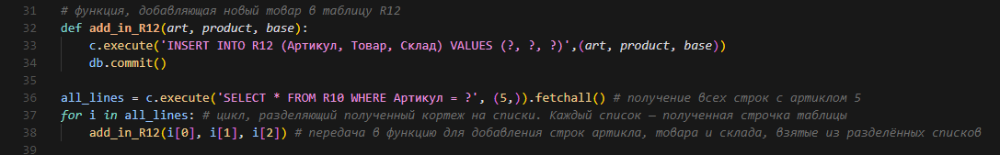 31 # функция, добавляющая новый товар в таблицу R12
32 def add_in_R12(art, product, base):
33 c.execute('INSERT INTO R12 (Артикул, Товар, Склад) VALUES (?, ?, ?)',(art, product, base))
34 db.commit()
35
36 all_lines = c.execute('SELECT * FROM R10 WHERE Артикул = ?', (5,)).fetchall() # получение всех строк с артиклом 5
37 for i in all_lines: # цикл, разделяющий полученный кортеж на списки. Каждый список — полученная строчка таблицы
38 add_in_R12(i[0], i[1], i[2]) # передача в функцию для добавления строк артикла, товара и склада, взятые из разделённых списков
39